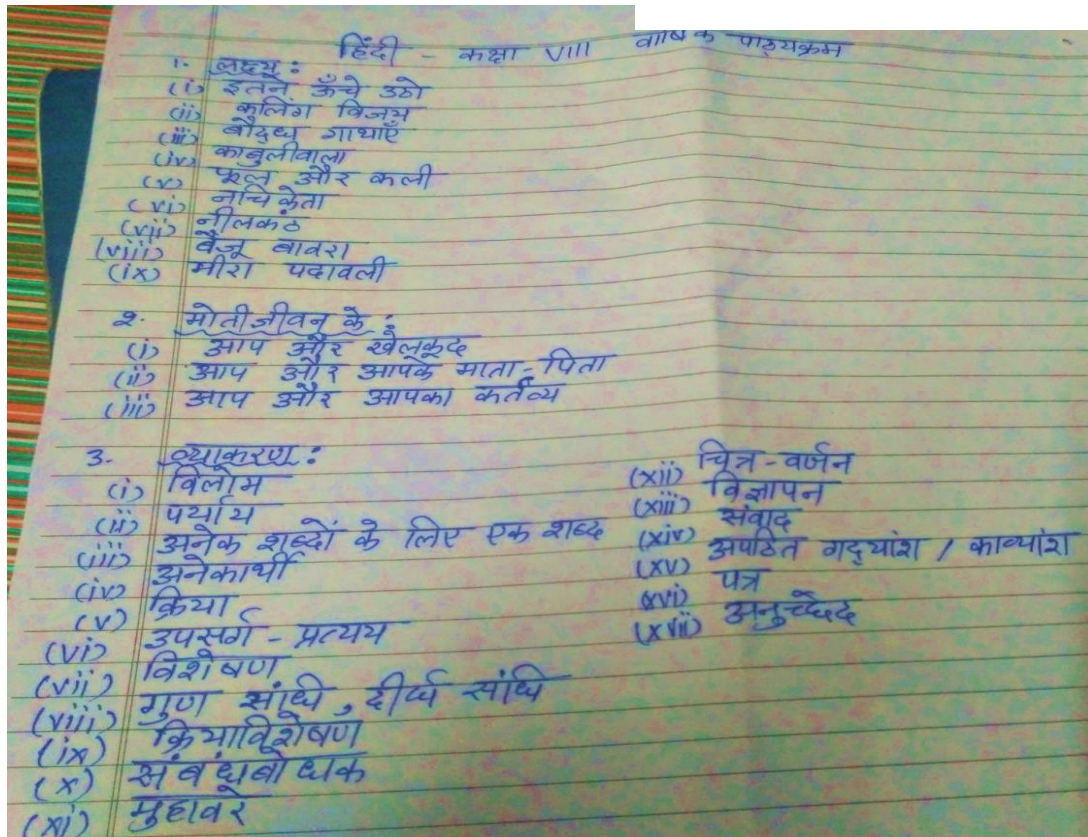 हिंदी - कक्षा VIII वार्षिक पाठ्यक्रम
1. लक्ष्य :
(i) इतने ऊँचे उठो
(ii) कलिंग विजय
(iii) बौद्ध गाथाएँ
(iv) काबुलीवाला
(v) फूल और कली
(vi) नचिकेता
(vii) नीलकंठ
(viii) बैजू बावरा
(ix) मीरा पदावली
2. मोती जीवन के :
(i) आप और खेलकूद
(ii) आप और आपके माता-पिता
(iii) आप और आपका कर्तव्य
3. व्याकरण :
(i) विलोम
(ii) पर्याय
(iii) अनेक शब्दों के लिए एक शब्द
(iv) अनेकार्थी
(v) क्रिया
(vi) उपसर्ग - प्रत्यय
(vii) विशेषण
(viii) गुण संधि, दीर्घ संधि
(ix) क्रियाविशेषण
(x) संबंधबोधक
(xi) मुहावरे
(xii) चित्र - वर्णन
(xiii) विज्ञापन
(xiv) संवाद
(xv) अपठित गद्यांश / काव्यांश
(xvi) पत्र
(xvii) अनुच्छेद